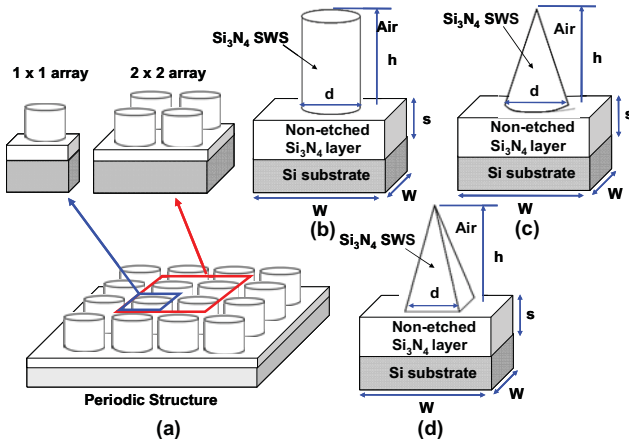 1 x 1 array
2 x 2 array
Periodic Structure
(a)
Si₃N₄ SWS
Air
h
d
s
Non-etched
Si₃N₄ layer
Si substrate
W
W
(b)
Si₃N₄ SWS
Air
h
d
s
Non-etched
Si₃N₄ layer
Si substrate
W
W
(c)
Si₃N₄ SWS
Air
h
d
s
Non-etched
Si₃N₄ layer
Si substrate
W
W
(d)